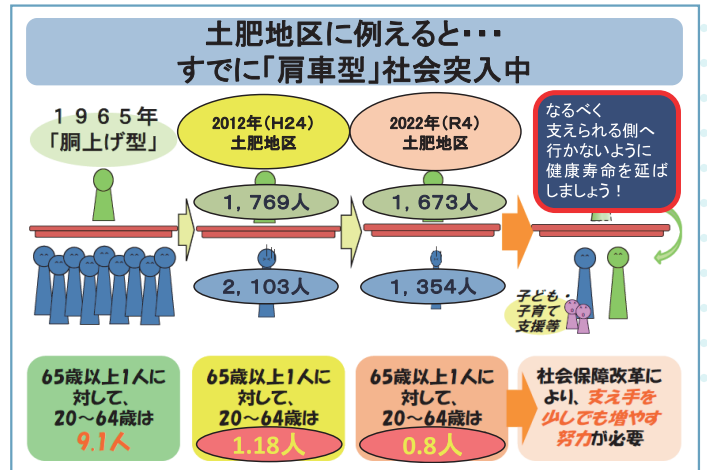 土肥地区に例えると・・・
すでに「肩車型」社会突入中
１９６５年
「胴上げ型」
2012年（H24）
土肥地区
2022年（R4）
土肥地区
なるべく
支えられる側へ
行かないように
健康寿命を延ば
しましょう！
1，769人
1，673人
2，103人
1，354人
子ども・
子育て
支援等
65歳以上1人に
対して、
20～64歳は
9.1人
65歳以上1人に
対して、
20～64歳は
1.18人
65歳以上1人に
対して、
20～64歳は
0.8人
社会保障改革に
より、支え手を
少しでも増やす
努力が必要